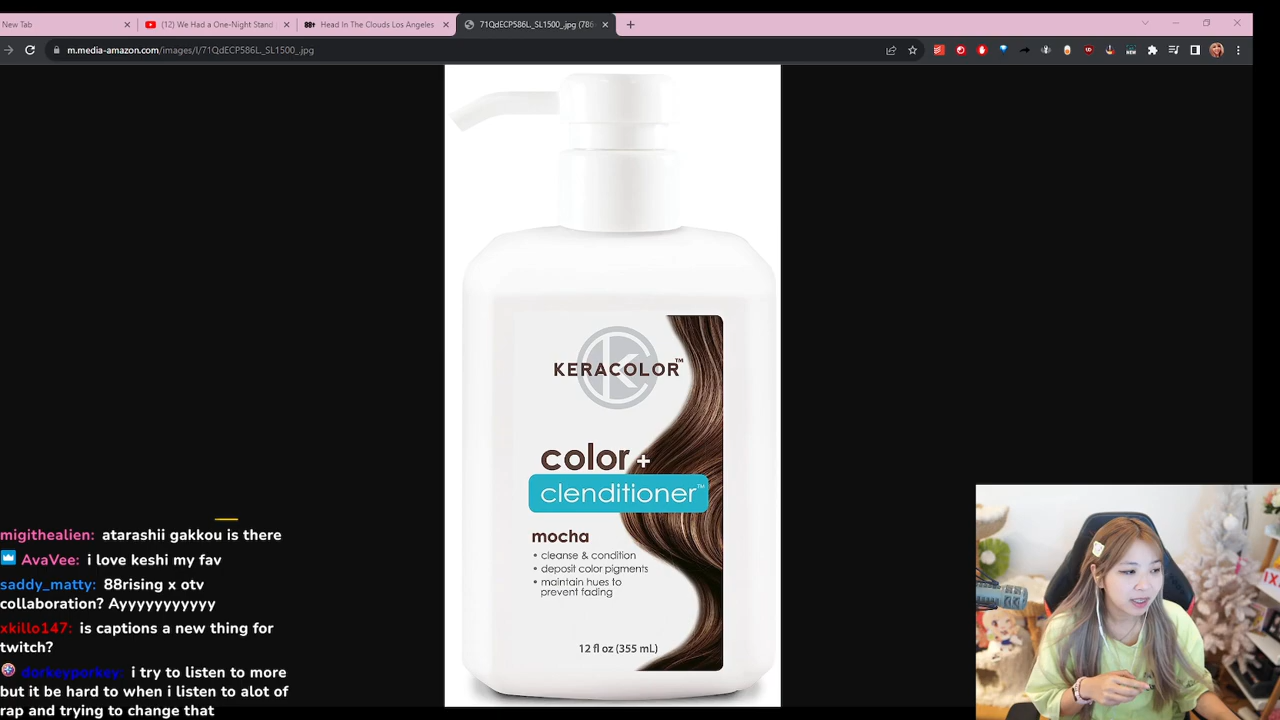 New Tab
(12) We Had a One-Night Stand
88↑ Head In The Clouds Los Angeles
71QdECP586L._SL1500_.jpg (786
m.media-amazon.com/images/I/71QdECP586L._SL1500_.jpg
KERACOLOR™
color +
clenditioner™
mocha
• cleanse & condition
• deposit color pigments
• maintain hues to
prevent fading
12 fl oz (355 mL)
migithealien: atarashii gakkou is there
AvaVee: i love keshi my fav
saddy_matty: 88rising x otv
collaboration? Ayyyyyyyyyyy
xkillo147: is captions a new thing for
twitch?
dorkeyporkey: i try to listen to more
but it be hard to when i listen to alot of
rap and trying to change that